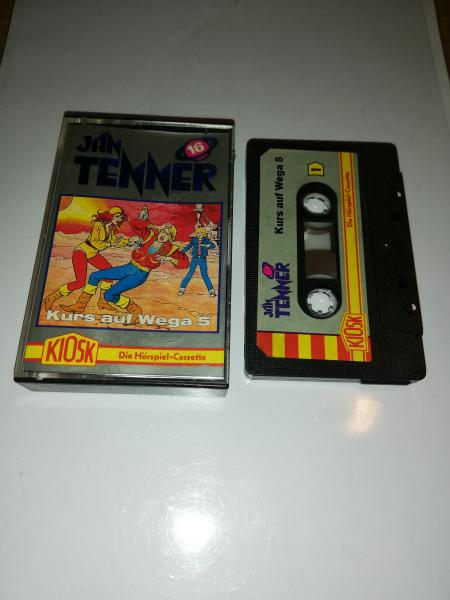 JAN
TENNER
16
Kurs auf Wega 5
KIOSK
Die Hörspiel-Cassette
JAN
TENNER
Kurs auf Wega 5
1
KIOSK
Die Hörspiel-Cassette